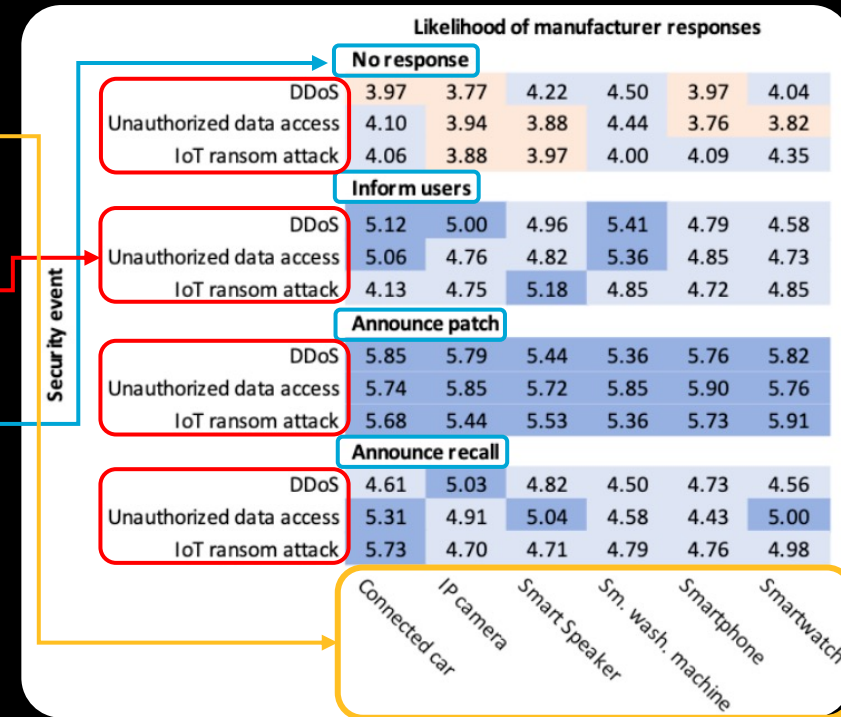 Likelihood of manufacturer responses
No response
DDoS 3.97 3.77 4.22 4.50 3.97 4.04
Unauthorized data access 4.10 3.94 3.88 4.44 3.76 3.82
IoT ransom attack 4.06 3.88 3.97 4.00 4.09 4.35
Inform users
DDoS 5.12 5.00 4.96 5.41 4.79 4.58
Unauthorized data access 5.06 4.76 4.82 5.36 4.85 4.73
IoT ransom attack 4.13 4.75 5.18 4.85 4.72 4.85
Security event
Announce patch
DDoS 5.85 5.79 5.44 5.36 5.76 5.82
Unauthorized data access 5.74 5.85 5.72 5.85 5.90 5.76
IoT ransom attack 5.68 5.44 5.53 5.36 5.73 5.91
Announce recall
DDoS 4.61 5.03 4.82 4.50 4.73 4.56
Unauthorized data access 5.31 4.91 5.04 4.58 4.43 5.00
IoT ransom attack 5.73 4.70 4.71 4.79 4.76 4.98
Connected car
IP camera
Smart Speaker
Sm. wash. machine
Smartphone
Smartwatch